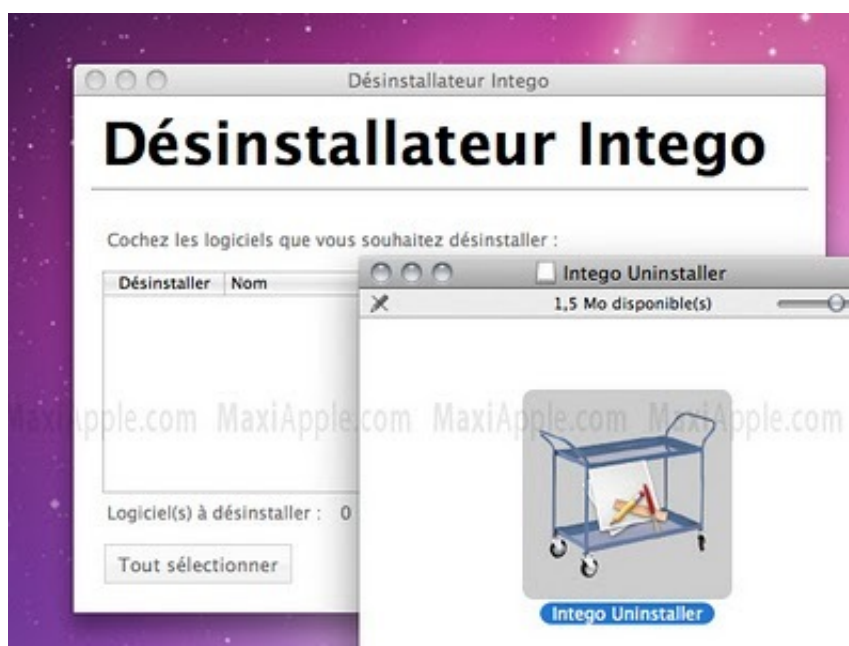 Désinstallateur Intego
Désinstallateur Intego
Cochez les logiciels que vous souhaitez désinstaller :
Désinstaller Nom
Intego Uninstaller
1,5 Mo disponible(s)
MaxiApple.com MaxiApple.com MaxiApple.com MaxiApple.com
Logiciel(s) à désinstaller : 0
Tout sélectionner
Intego Uninstaller